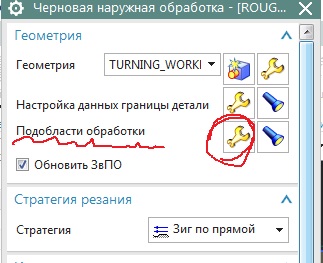 Черновая наружная обработка - [ROUG...
Геометрия
Геометрия TURNING_WORKI
Настройка данных границы детали
Подобласти обработки
Обновить ЗвПО
Стратегия резания
Стратегия Зиг по прямой